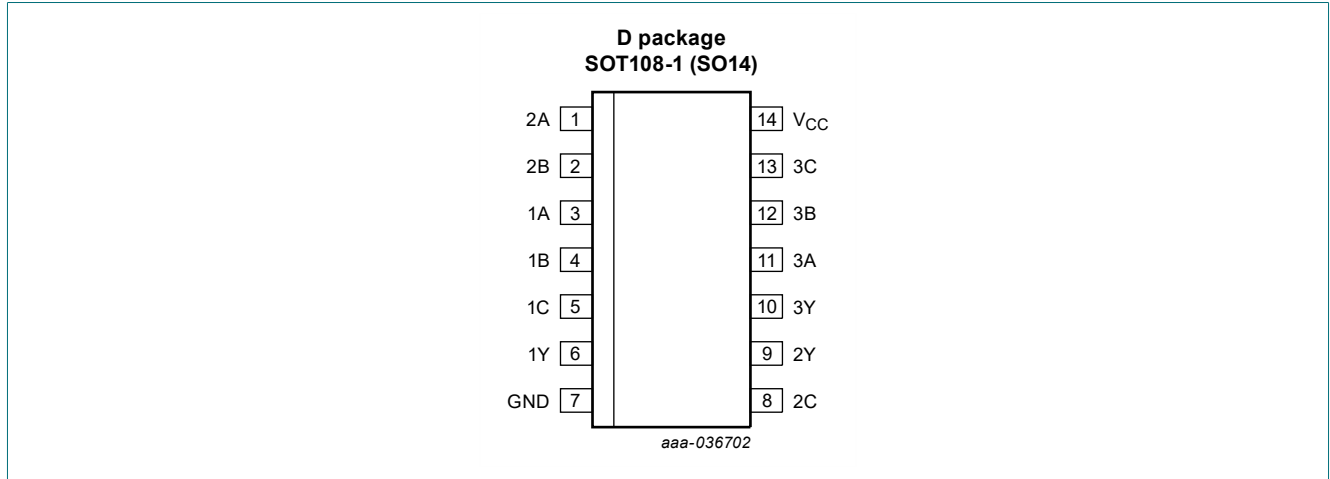 D package
SOT108-1 (SO14)
2A 1 14 VCC
2B 2 13 3C
1A 3 12 3B
1B 4 11 3A
1C 5 10 3Y
1Y 6 9 2Y
GND 7 8 2C
aaa-036702